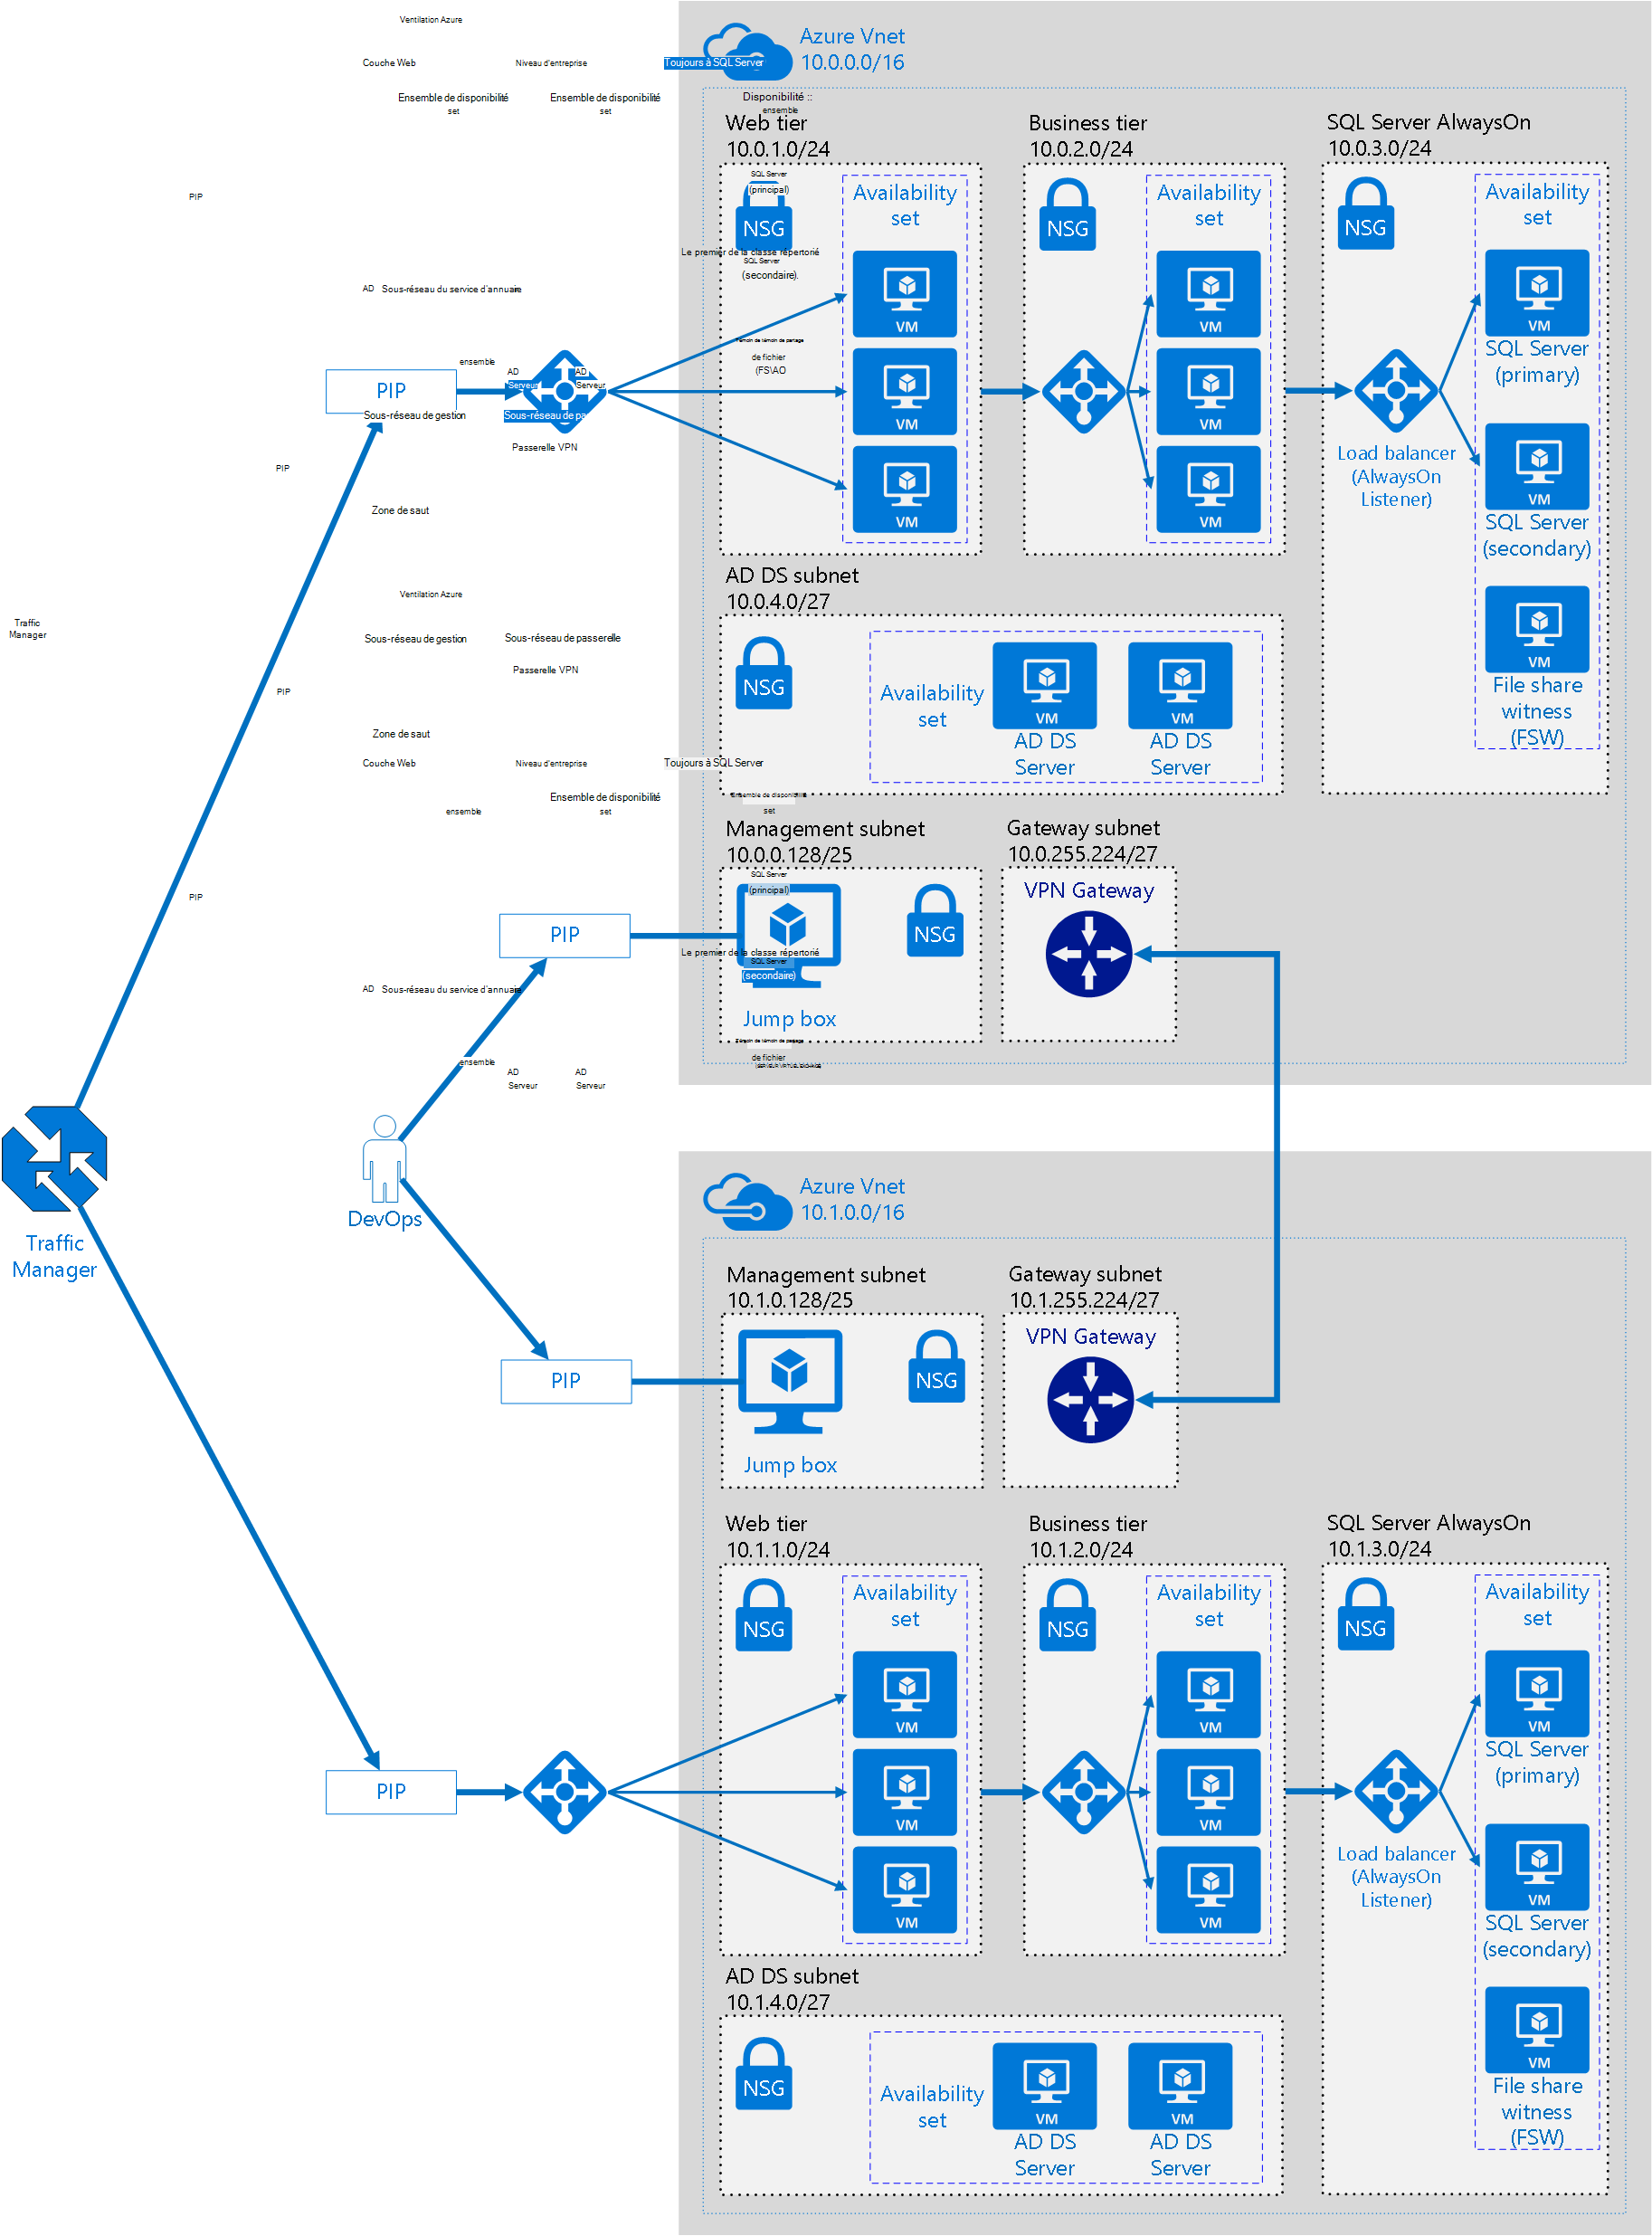 Ventilation Azure
Couche Web
Niveau d'entreprise
Toujours à SQL Server
Ensemble de disponibilité
set
Ensemble de disponibilité
set
Disponibilité ::
ensemble
PIP
SQL Server
(principal)
Le premier de la classe répertorié
SQL Server
(secondaire).
AD Sous-réseau du service d'annuaire
de fichier
(FS\AO
ensemble
AD
Serveur
AD
Serveur
Sous-réseau de gestion
Sous-réseau de pa
Passerelle VPN
PIP
Zone de saut
Ventilation Azure
Traffic
Manager
Sous-réseau de gestion
Sous-réseau de passerelle
Passerelle VPN
PIP
Zone de saut
Couche Web
Niveau d'entreprise
Toujours à SQL Server
Ensemble de disponibilité
set
ensemble
Ensemble de disponibilité
set
PIP
SQL Server
(principal)
Le premier de la classe répertorié
SQL Server
(secondaire)
AD Sous-réseau du service d'annuaire
de fichier
ensemble
AD
Serveur
AD
Serveur
Azure Vnet
10.0.0.0/16
Web tier
10.0.1.0/24
NSG
Availability
set
VM
VM
VM
Business tier
10.0.2.0/24
NSG
Availability
set
VM
VM
VM
SQL Server AlwaysOn
10.0.3.0/24
NSG
Availability
set
VM
SQL Server
(primary)
Load balancer
(AlwaysOn
Listener)
VM
SQL Server
(secondary)
VM
File share
witness
(FSW)
PIP
AD DS subnet
10.0.4.0/27
NSG
Availability
set
VM
AD DS
Server
VM
AD DS
Server
Management subnet
10.0.0.128/25
NSG
Jump box
Gateway subnet
10.0.255.224/27
VPN Gateway
PIP
DevOps
Traffic
Manager
Azure Vnet
10.1.0.0/16
Management subnet
10.1.0.128/25
NSG
Jump box
Gateway subnet
10.1.255.224/27
VPN Gateway
PIP
Web tier
10.1.1.0/24
NSG
Availability
set
VM
VM
VM
Business tier
10.1.2.0/24
NSG
Availability
set
VM
VM
VM
SQL Server AlwaysOn
10.1.3.0/24
NSG
Availability
set
VM
SQL Server
(primary)
Load balancer
(AlwaysOn
Listener)
VM
SQL Server
(secondary)
VM
File share
witness
(FSW)
PIP
AD DS subnet
10.1.4.0/27
NSG
Availability
set
VM
AD DS
Server
VM
AD DS
Server